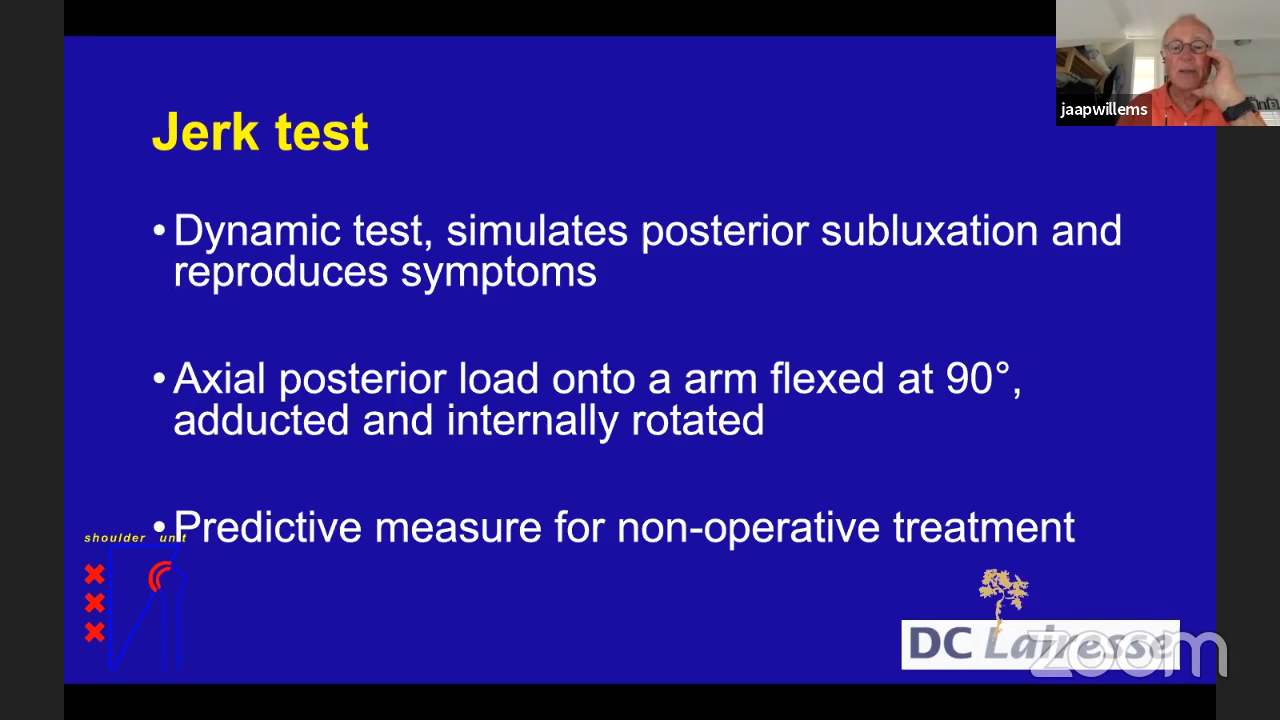 jaapwillems
Jerk test
•Dynamic test, simulates posterior subluxation and
reproduces symptoms
•Axial posterior load onto a arm flexed at 90°,
adducted and internally rotated
•Predictive measure for non-operative treatment
shoulder unit
DC Lairesse
zoom